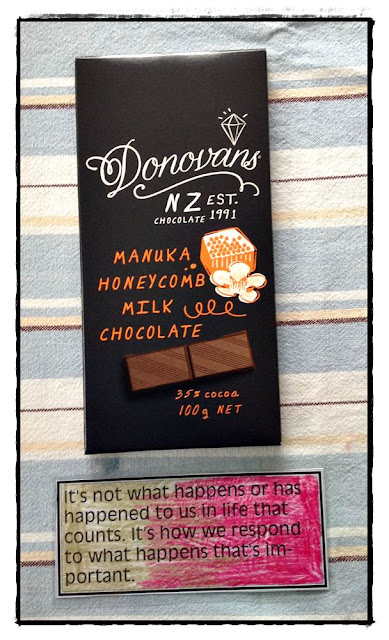 Donovans
NZ EST.
CHOCOLATE 1991
MANUKA
HONEYCOMB
MILK
CHOCOLATE
35% cocoa
100g NET
It's not what happens or has
happened to us in life that
counts. It's how we respond
to what happens that's im-
portant.